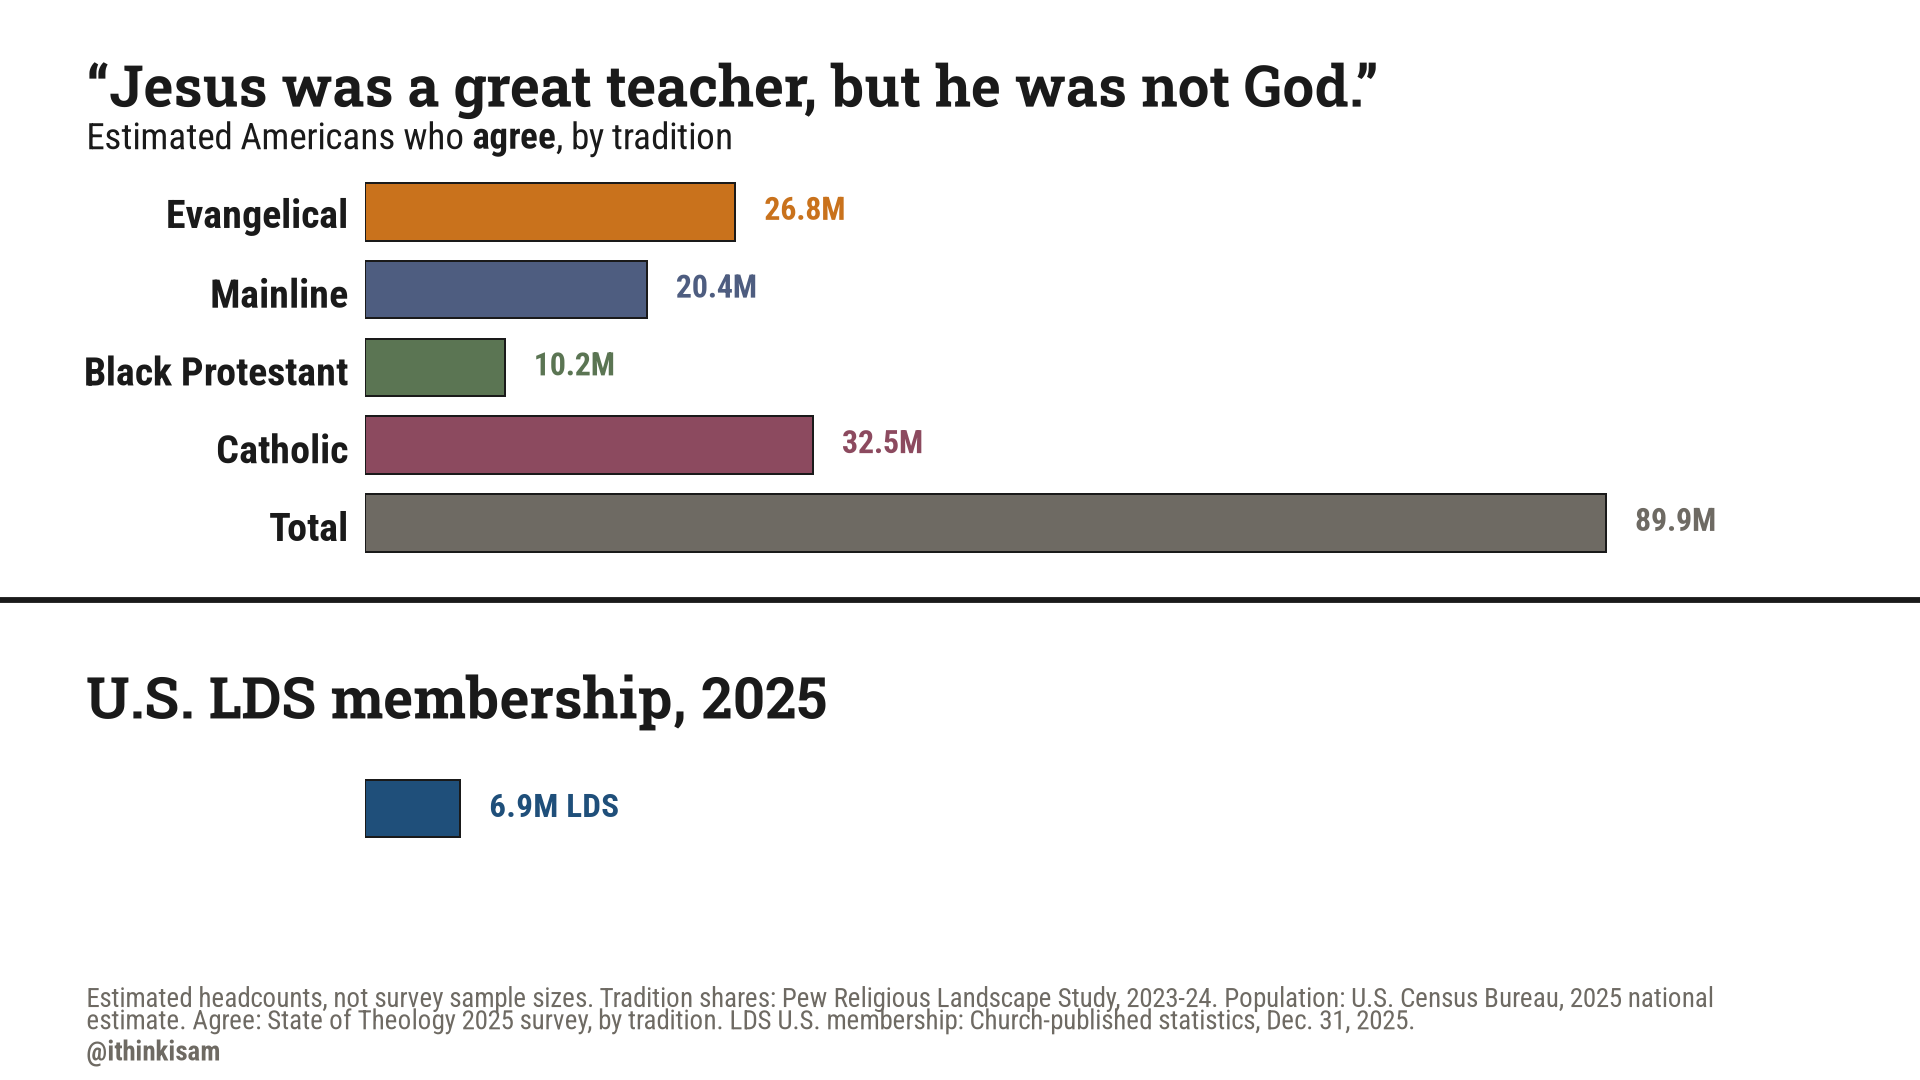 “Jesus was a great teacher, but he was not God.”
Estimated Americans who agree, by tradition
Evangelical 26.8M
Mainline 20.4M
Black Protestant 10.2M
Catholic 32.5M
Total 89.9M
U.S. LDS membership, 2025
6.9M LDS
Estimated headcounts, not survey sample sizes. Tradition shares: Pew Religious Landscape Study, 2023-24. Population: U.S. Census Bureau, 2025 national
estimate. Agree: State of Theology 2025 survey, by tradition. LDS U.S. membership: Church-published statistics, Dec. 31, 2025.
@ithinkisam